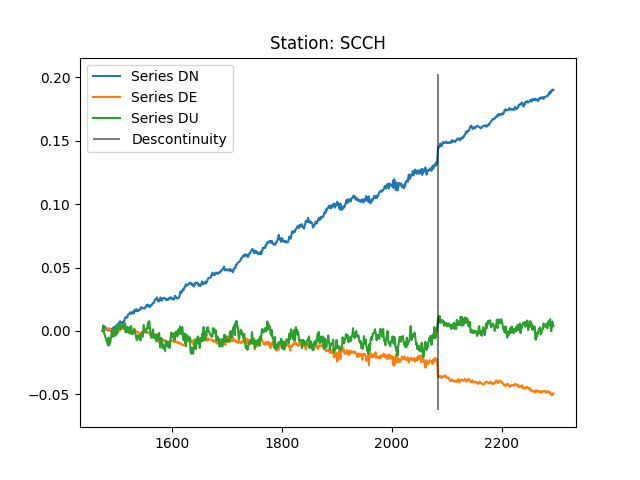 Station: SCCH
Series DN
Series DE
Series DU
Descontinuity
0.20
0.15
0.10
0.05
0.00
−0.05
1600 1800 2000 2200